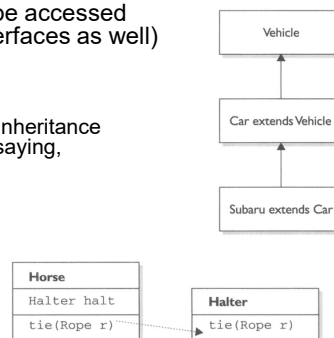 be accessed
erfaces as well)
Vehicle
nheritance
saying,
Car extends Vehicle
Subaru extends Car
Horse
Halter halt
tie(Rope r)
Halter
tie(Rope r)